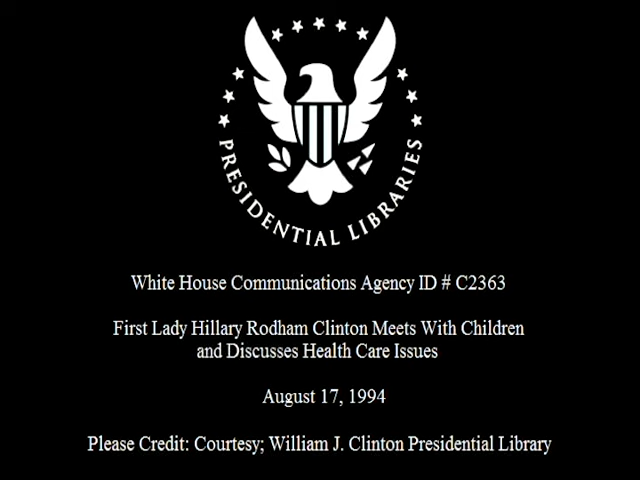 PRESIDENTIAL LIBRARIES
White House Communications Agency ID # C2363
First Lady Hillary Rodham Clinton Meets With Children
and Discusses Health Care Issues
August 17, 1994
Please Credit: Courtesy; William J. Clinton Presidential Library